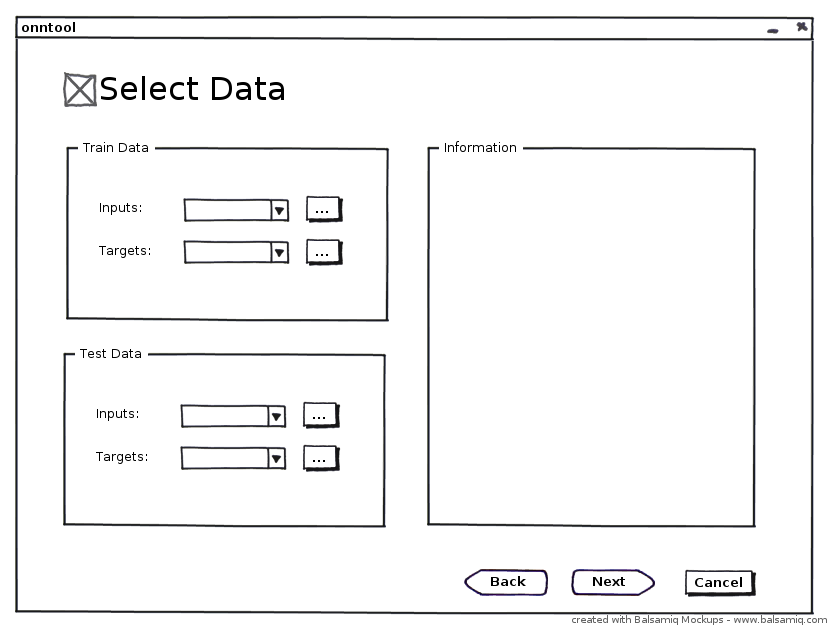 onntool
Select Data
Train Data
Inputs:
...
Targets:
...
Test Data
Inputs:
...
Targets:
...
Information
Back
Next
Cancel
created with Balsamiq Mockups - www.balsamiq.com